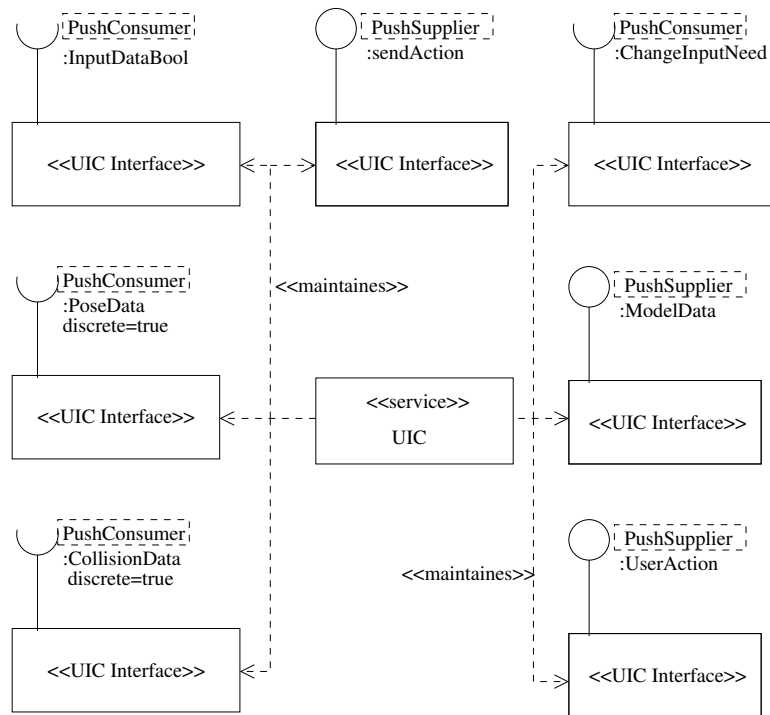 PushConsumer
:InputDataBool
<<UIC Interface>>
PushSupplier
:sendAction
<<UIC Interface>>
PushConsumer
:ChangeInputNeed
<<UIC Interface>>
<<maintaines>>
PushConsumer
:PoseData
discrete=true
<<UIC Interface>>
<<service>>
UIC
PushSupplier
:ModelData
<<UIC Interface>>
PushConsumer
:CollisionData
discrete=true
<<UIC Interface>>
<<maintaines>>
PushSupplier
:UserAction
<<UIC Interface>>